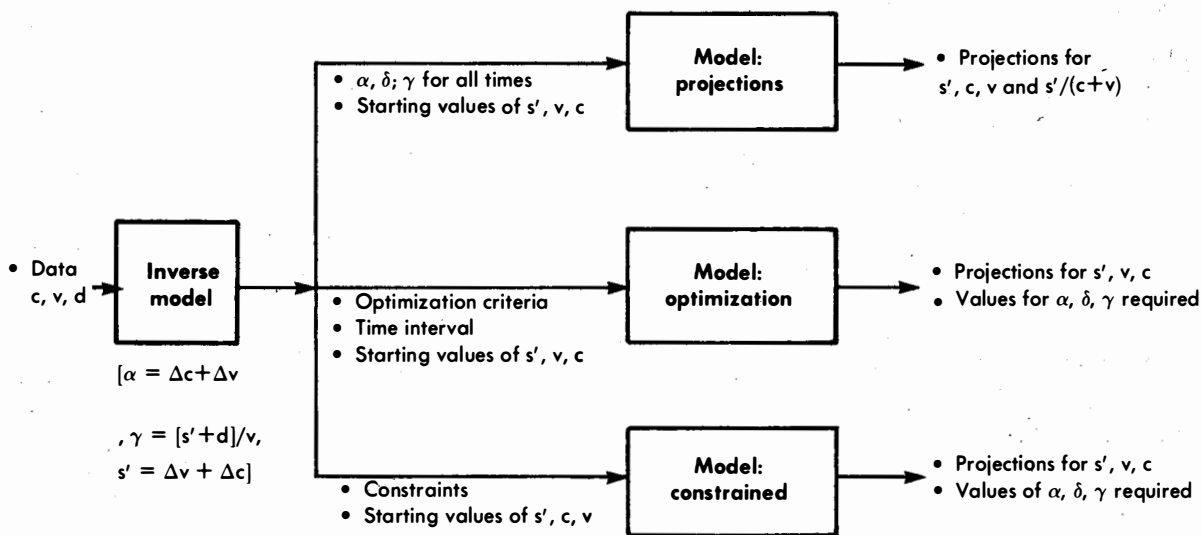 • Data
c, v, d
Inverse
model
[α = Δc+Δv
, γ = [s′+d]/v,
s′ = Δv + Δc]
• α, δ; γ for all times
• Starting values of s′, v, c
Model:
projections
• Projections for
s′, c, v and s′/(c+v)
• Optimization criteria
• Time interval
• Starting values of s′, v, c
Model:
optimization
• Projections for s′, v, c
• Values for α, δ, γ required
• Constraints
• Starting values of s′, c, v
Model:
constrained
• Projections for s′, v, c
• Values of α, δ, γ required